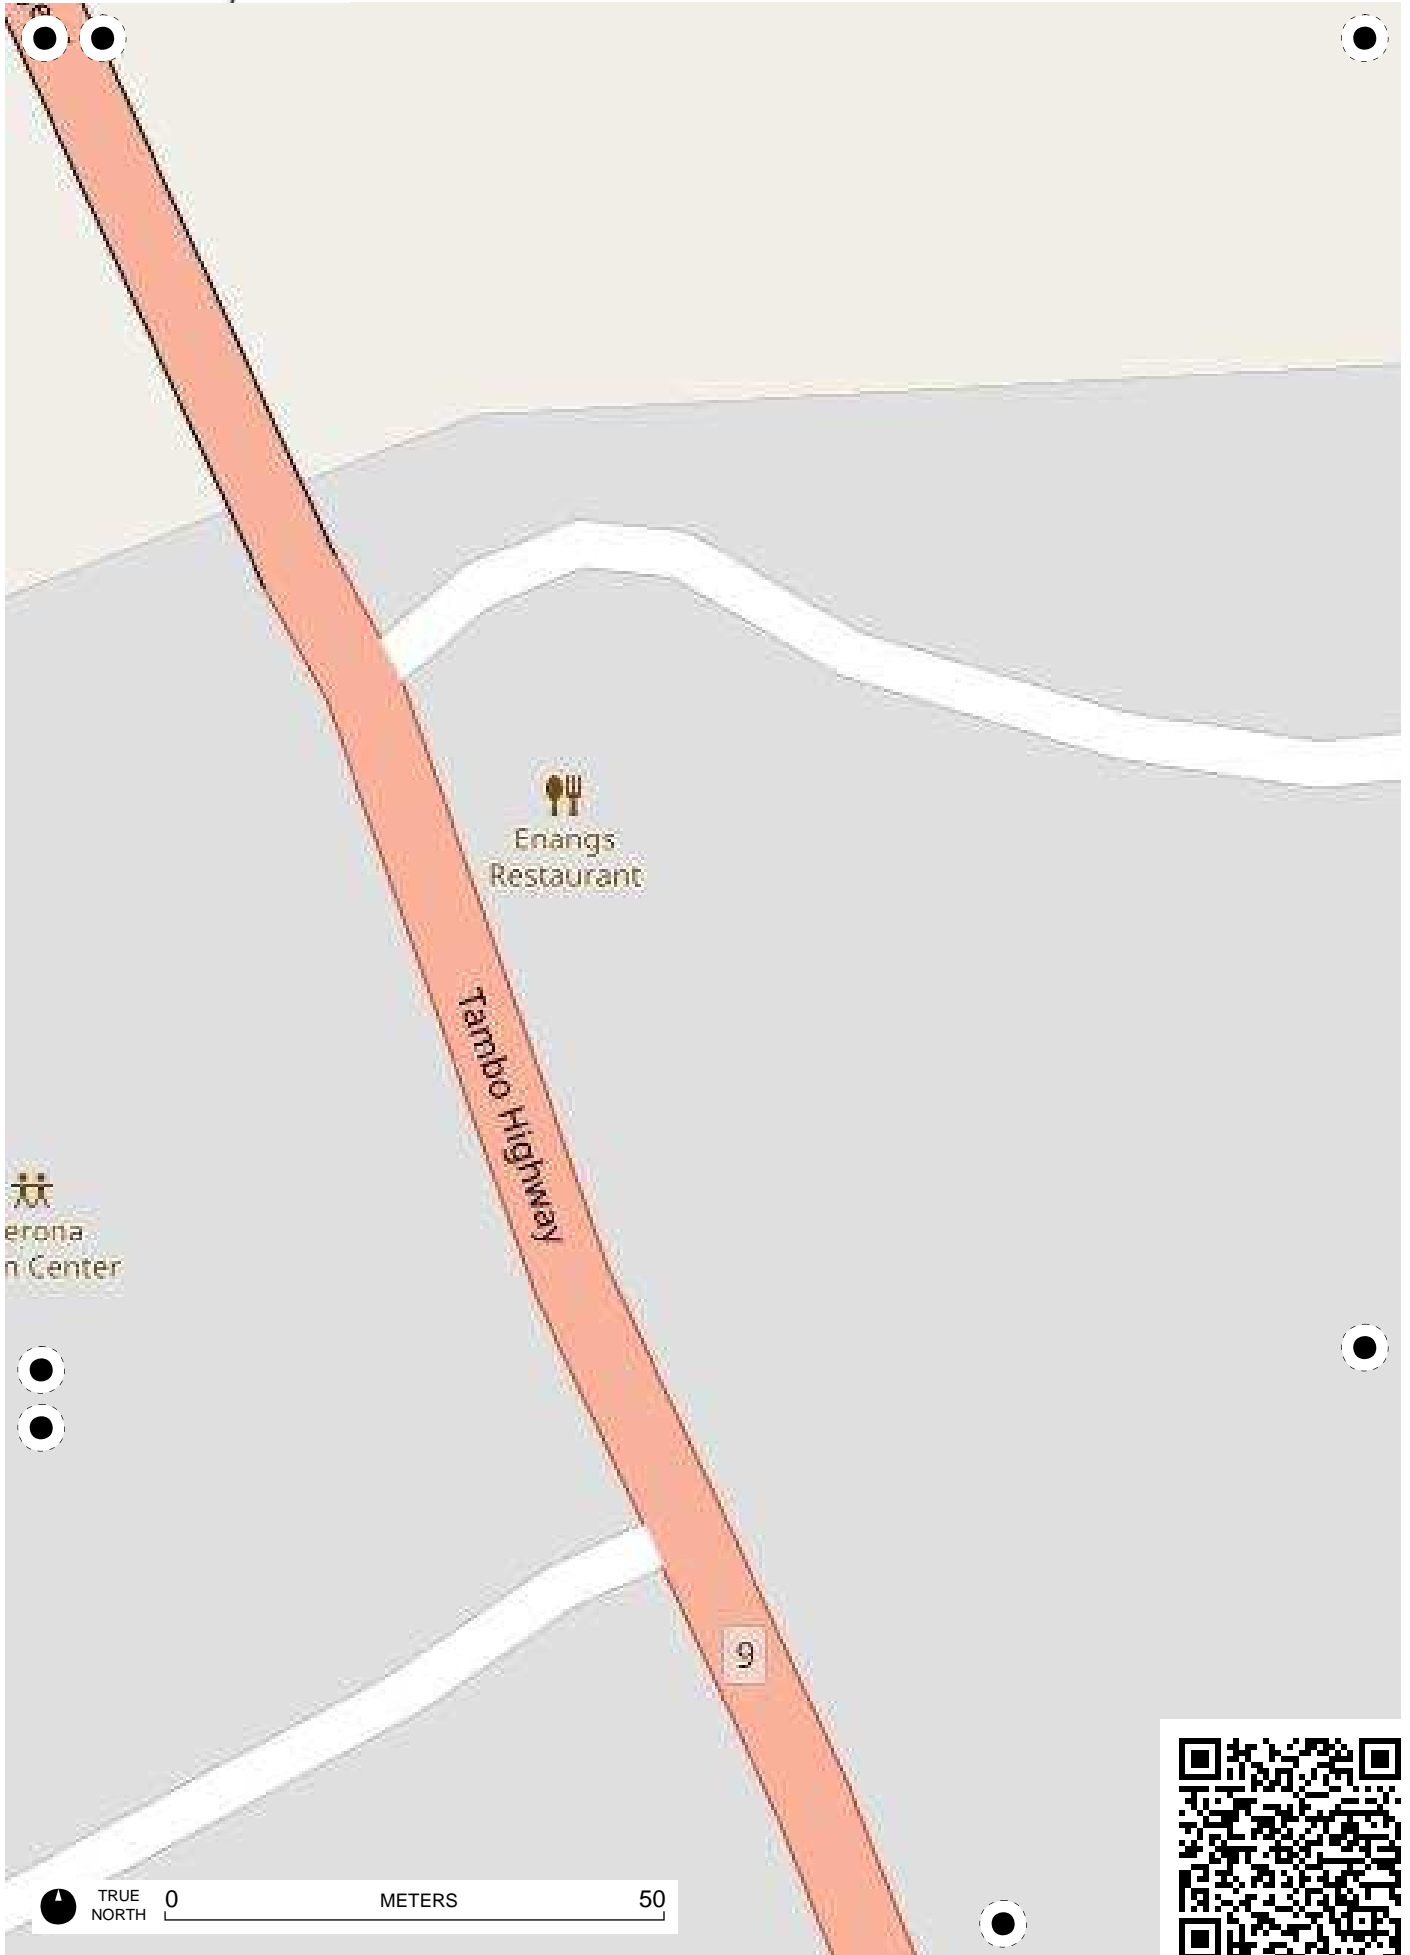 Enangs
Restaurant
Tambo Highway
erona
n Center
9
TRUE
NORTH
0
METERS
50